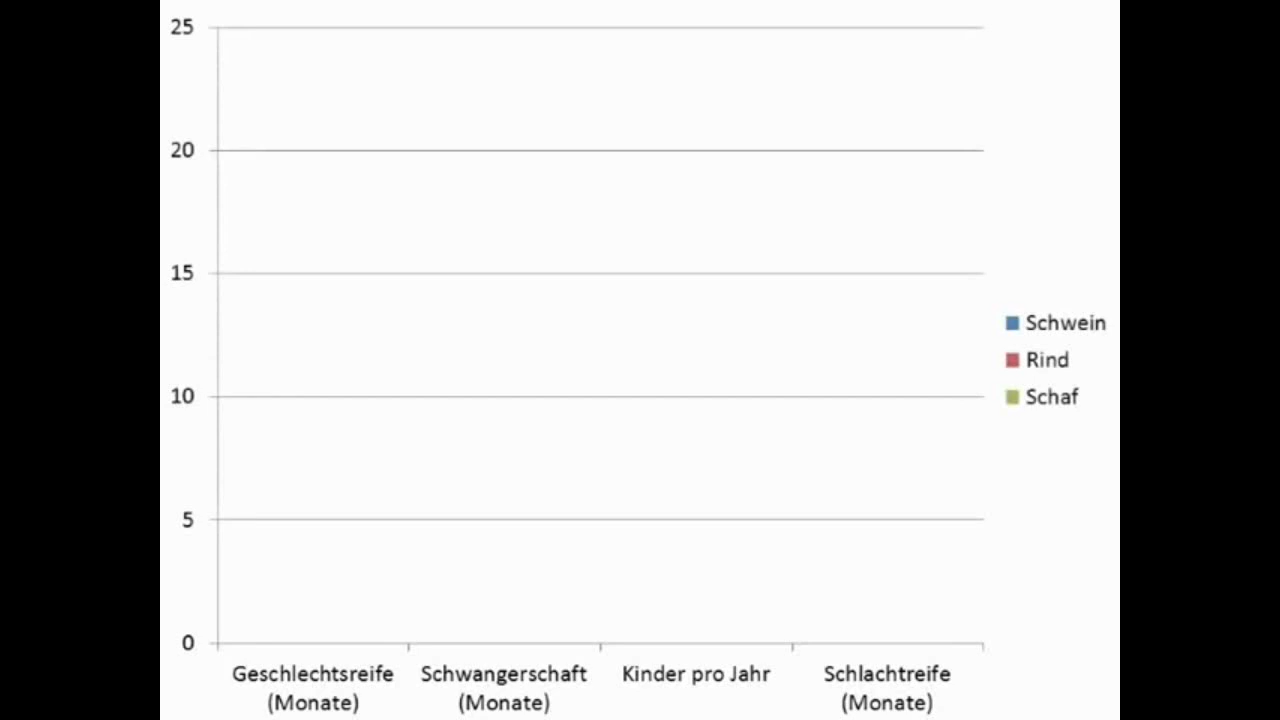 25
20
15
10
5
0
Geschlechtsreife
(Monate)
Schwangerschaft
(Monate)
Kinder pro Jahr
Schlachtreife
(Monate)
Schwein
Rind
Schaf